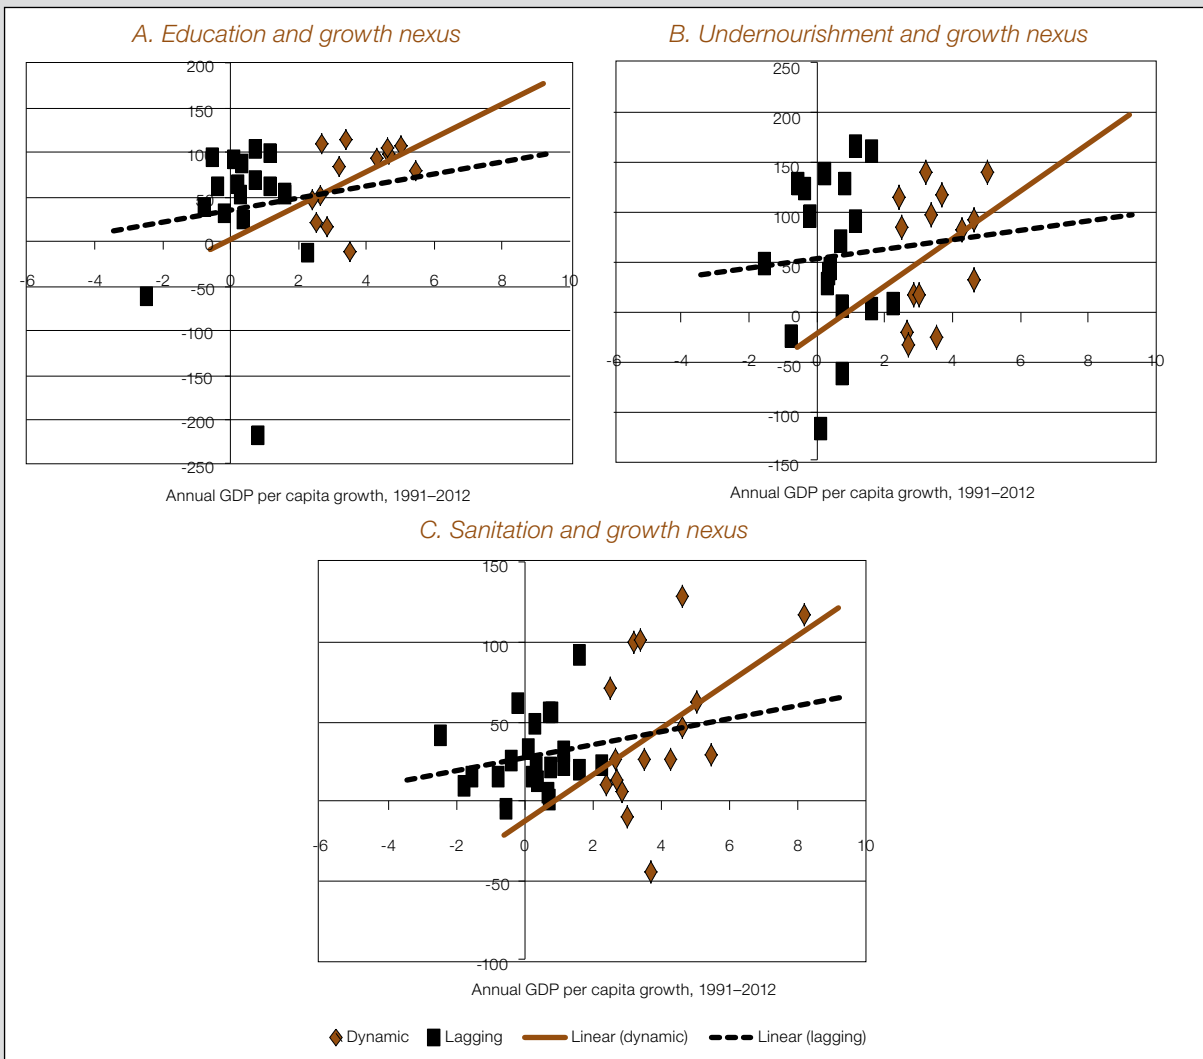 A. Education and growth nexus
200
150
100
50
0
-6 -4 -2 0 2 4 6 8 10
-50
-100
-150
-200
-250
Annual GDP per capita growth, 1991–2012
B. Undernourishment and growth nexus
250
200
150
100
50
0
-6 -4 -2 0 2 4 6 8 10
-50
-100
-150
Annual GDP per capita growth, 1991–2012
C. Sanitation and growth nexus
150
100
50
0
-6 -4 -2 0 2 4 6 8 10
-50
-100
Annual GDP per capita growth, 1991–2012
Dynamic Lagging Linear (dynamic) Linear (lagging)